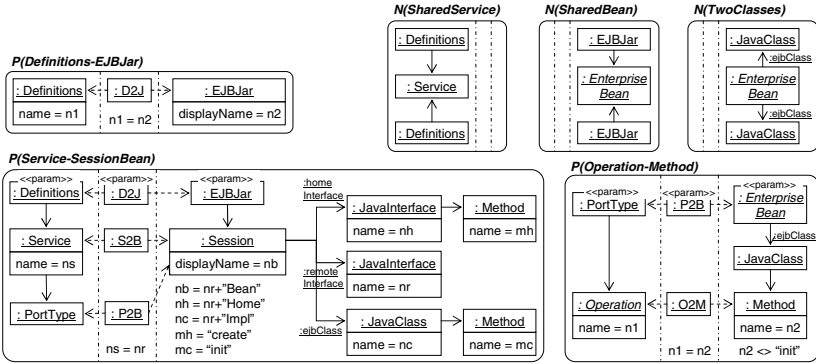 P(Definitions-EJBJar)
: Definitions
name = n1
: D2J
n1 = n2
: EJBJar
displayName = n2
N(SharedService)
: Definitions
: Service
: Definitions
N(SharedBean)
: EJBJar
: Enterprise
Bean
: EJBJar
N(TwoClasses)
: JavaClass
:ejbClass
: Enterprise
Bean
:ejbClass
: JavaClass
P(Service-SessionBean)
<<param>>
: Definitions
<<param>>
: D2J
<<param>>
: EJBJar
: Service
name = ns
: S2B
: Session
displayName = nb
: PortType
: P2B
ns = nr
nb = nr+"Bean"
nh = nr+"Home"
nc = nr+"Impl"
mh = "create"
mc = "init"
:home
Interface
: JavaInterface
name = nh
: Method
name = mh
:remote
Interface
: JavaInterface
name = nr
:ejbClass
: JavaClass
name = nc
: Method
name = mc
P(Operation-Method)
<<param>>
: PortType
<<param>>
: P2B
<<param>>
: Enterprise
Bean
:ejbClass
: JavaClass
: Operation
name = n1
: O2M
: Method
name = n2
n1 = n2
n2 <> "init"